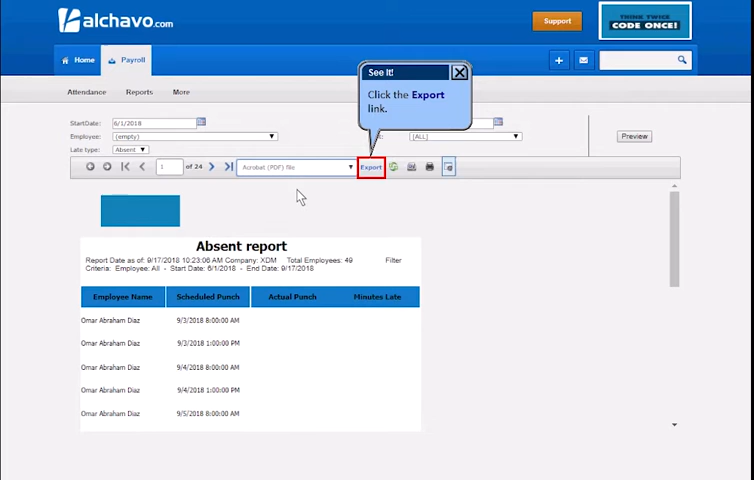 alchavo.com
Support
THINK TWICE
CODE ONCE!
Home
Payroll
Attendance
Reports
More
See It!
Click the Export
link.
StartDate: 6/1/2018
Employee: (empty)
[ALL]
Late type: Absent
Preview
1 of 24
Acrobat (PDF) file
Export
Absent report
Report Date as of: 9/17/2018 10:23:06 AM Company: XDM Total Employees: 49 Filter
Criteria: Employee: All - Start Date: 6/1/2018 - End Date: 9/17/2018
Employee Name Scheduled Punch Actual Punch Minutes Late
Omar Abraham Diaz 9/3/2018 8:00:00 AM
Omar Abraham Diaz 9/3/2018 1:00:00 PM
Omar Abraham Diaz 9/4/2018 8:00:00 AM
Omar Abraham Diaz 9/4/2018 1:00:00 PM
Omar Abraham Diaz 9/5/2018 8:00:00 AM